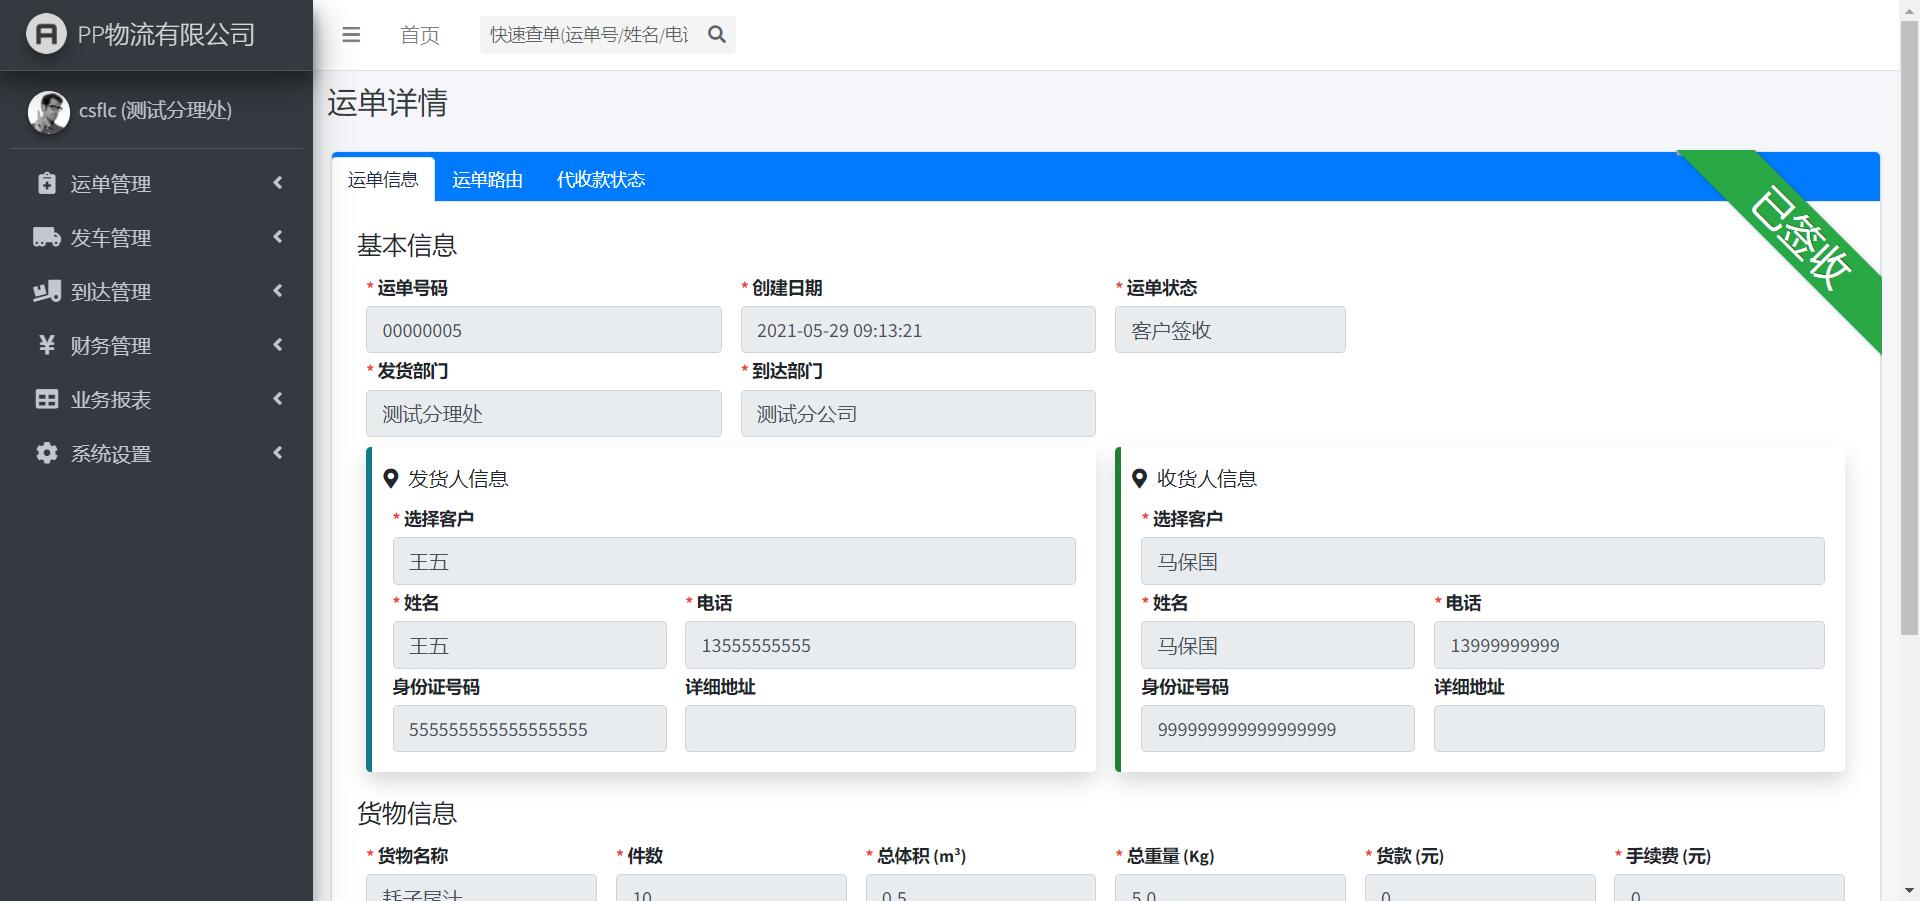 PP物流有限公司
首页
快速查单(运单号/姓名/电话
csflc (测试分理处)
运单管理
发车管理
到达管理
财务管理
业务报表
系统设置
运单详情
运单信息 运单路由 代收款状态
已签收
基本信息
* 运单号码 * 创建日期 * 运单状态
00000005 2021-05-29 09:13:21 客户签收
* 发货部门 * 到达部门
测试分理处 测试分公司
发货人信息
* 选择客户
王五
* 姓名 * 电话
王五 13555555555
身份证号码 详细地址
555555555555555555
收货人信息
* 选择客户
马保国
* 姓名 * 电话
马保国 13999999999
身份证号码 详细地址
999999999999999999
货物信息
* 货物名称 * 件数 * 总体积 (m³) * 总重量 (Kg) * 货款 (元) * 手续费 (元)
耗子尾汁 10 0.5 5.0 0 0